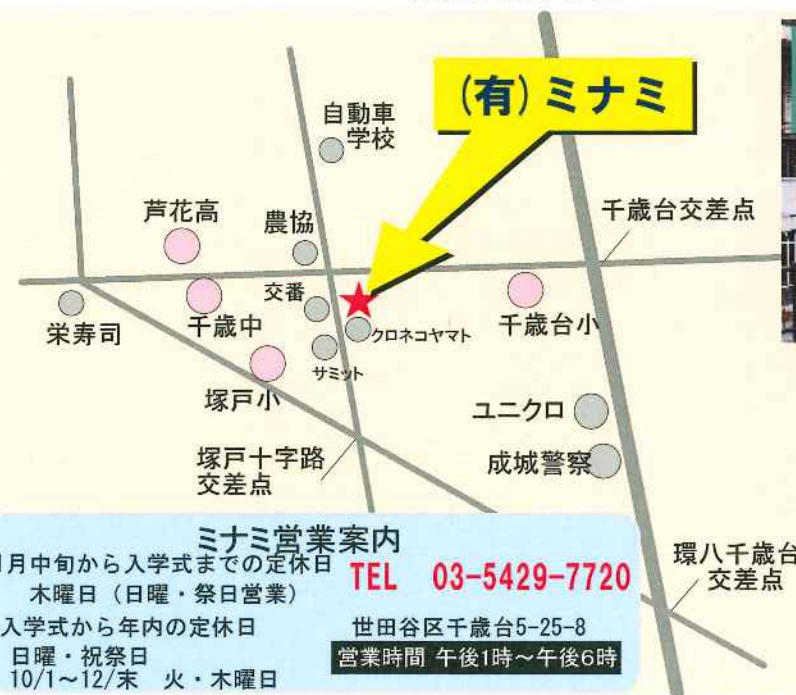 (有)ミナミ
自動車
学校
芦花高
農協
千歳台交差点
交番
栄寿司
千歳中
クロネコヤマト
千歳台小
サミット
塚戸小
ユニクロ
塚戸十字路
交差点
成城警察
環八千歳台
交差点
ミナミ営業案内
月中旬から入学式までの定休日
木曜日(日曜・祭日営業)
TEL 03-5429-7720
入学式から年内の定休日
日曜・祝祭日
10/1~12/末 火・木曜日
世田谷区千歳台5-25-8
営業時間 午後1時~午後6時